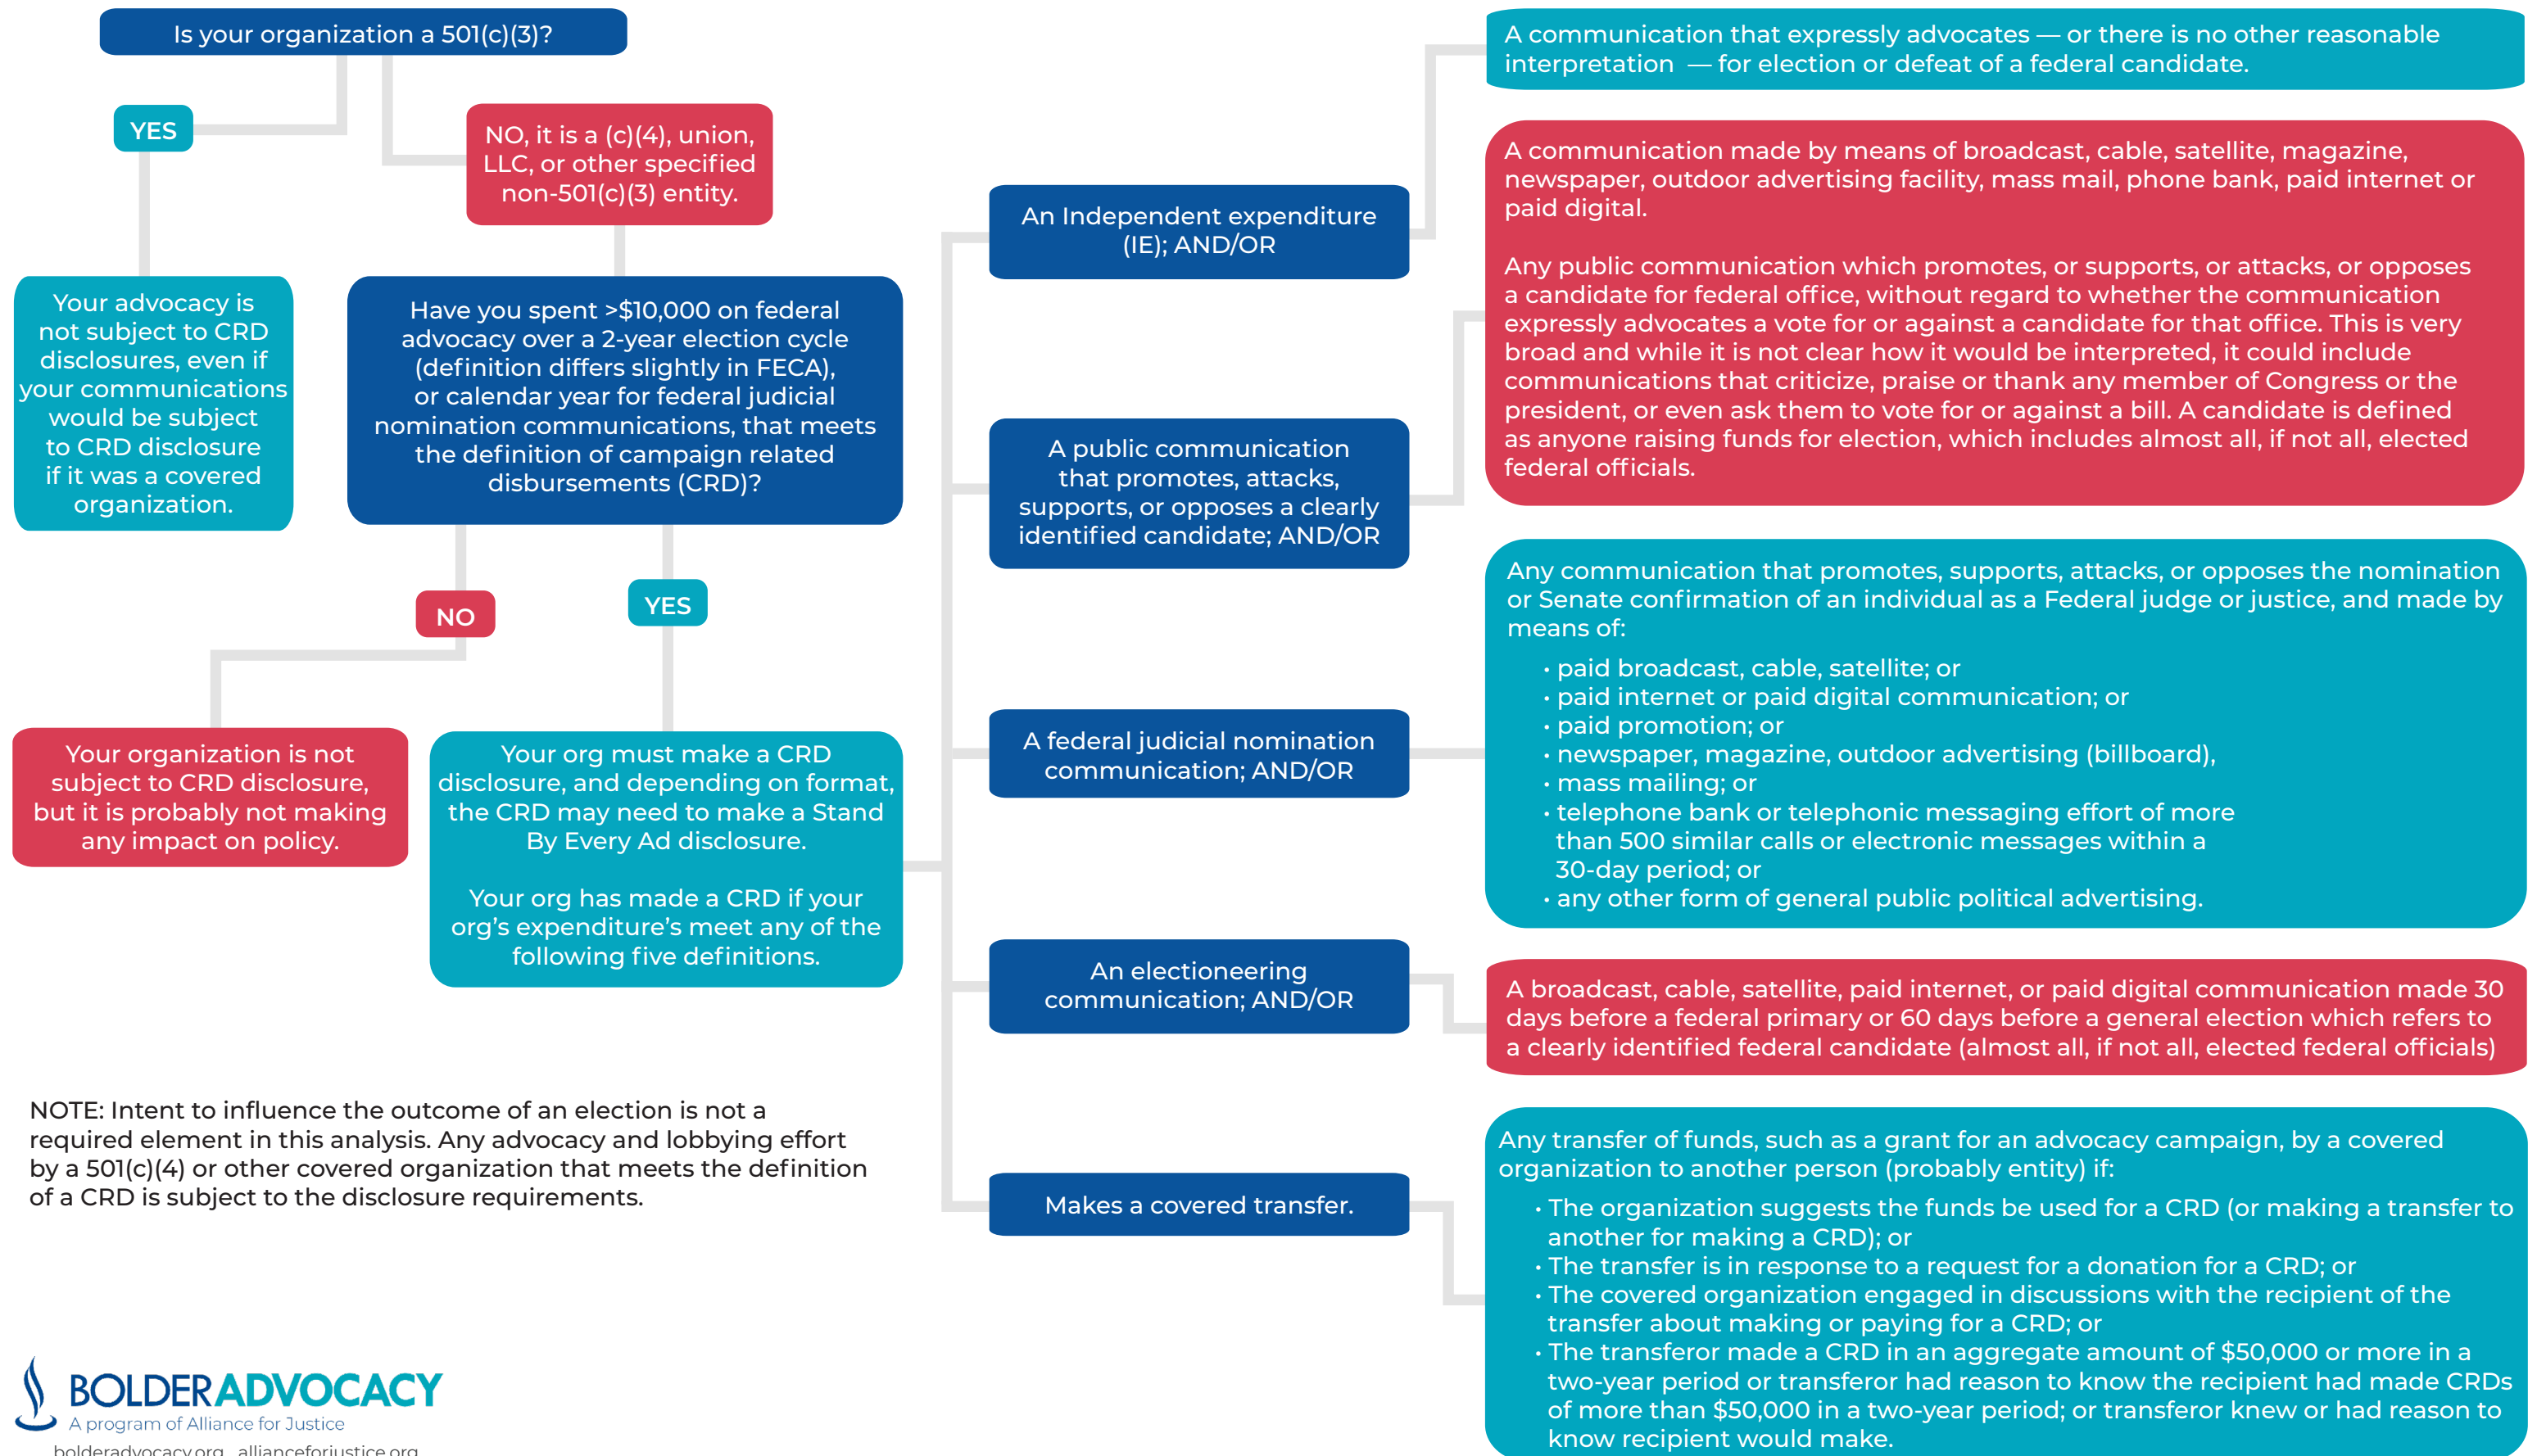 Is your organization a 501(c)(3)?
YES
NO, it is a (c)(4), union,
LLC, or other specified
non-501(c)(3) entity.
Your advocacy is
not subject to CRD
disclosures, even if
your communications
would be subject
to CRD disclosure
if it was a covered
organization.
Have you spent >$10,000 on federal
advocacy over a 2-year election cycle
(definition differs slightly in FECA),
or calendar year for federal judicial
nomination communications, that meets
the definition of campaign related
disbursements (CRD)?
NO
YES
Your organization is not
subject to CRD disclosure,
but it is probably not making
any impact on policy.
Your org must make a CRD
disclosure, and depending on format,
the CRD may need to make a Stand
By Every Ad disclosure.
Your org has made a CRD if your
org’s expenditure’s meet any of the
following five definitions.
An Independent expenditure
(IE); AND/OR
A communication that expressly advocates — or there is no other reasonable
interpretation — for election or defeat of a federal candidate.
A public communication
that promotes, attacks,
supports, or opposes a clearly
identified candidate; AND/OR
A communication made by means of broadcast, cable, satellite, magazine,
newspaper, outdoor advertising facility, mass mail, phone bank, paid internet or
paid digital.
Any public communication which promotes, or supports, or attacks, or opposes
a candidate for federal office, without regard to whether the communication
expressly advocates a vote for or against a candidate for that office. This is very
broad and while it is not clear how it would be interpreted, it could include
communications that criticize, praise or thank any member of Congress or the
president, or even ask them to vote for or against a bill. A candidate is defined
as anyone raising funds for election, which includes almost all, if not all, elected
federal officials.
A federal judicial nomination
communication; AND/OR
Any communication that promotes, supports, attacks, or opposes the nomination
or Senate confirmation of an individual as a Federal judge or justice, and made by
means of:
• paid broadcast, cable, satellite; or
• paid internet or paid digital communication; or
• paid promotion; or
• newspaper, magazine, outdoor advertising (billboard),
• mass mailing; or
• telephone bank or telephonic messaging effort of more
than 500 similar calls or electronic messages within a
30-day period; or
• any other form of general public political advertising.
An electioneering
communication; AND/OR
A broadcast, cable, satellite, paid internet, or paid digital communication made 30
days before a federal primary or 60 days before a general election which refers to
a clearly identified federal candidate (almost all, if not all, elected federal officials)
Makes a covered transfer.
Any transfer of funds, such as a grant for an advocacy campaign, by a covered
organization to another person (probably entity) if:
• The organization suggests the funds be used for a CRD (or making a transfer to
another for making a CRD); or
• The transfer is in response to a request for a donation for a CRD; or
• The covered organization engaged in discussions with the recipient of the
transfer about making or paying for a CRD; or
• The transferor made a CRD in an aggregate amount of $50,000 or more in a
two-year period or transferor had reason to know the recipient had made CRDs
of more than $50,000 in a two-year period; or transferor knew or had reason to
know recipient would make.
NOTE: Intent to influence the outcome of an election is not a
required element in this analysis. Any advocacy and lobbying effort
by a 501(c)(4) or other covered organization that meets the definition
of a CRD is subject to the disclosure requirements.
BOLDERADVOCACY
A program of Alliance for Justice
bolderadvocacy.org allianceforjustice.org